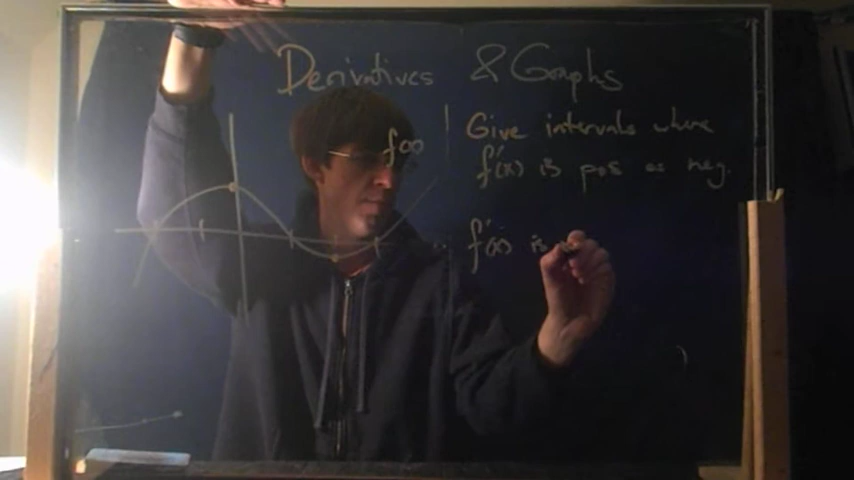 Derivatives & Graphs
f(x)
Give intervals where
f'(x) is pos or neg.
f'(x) is